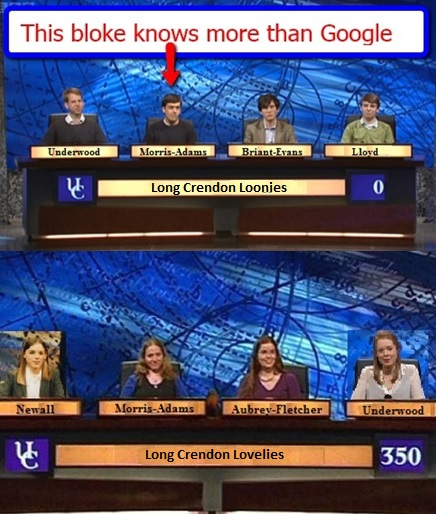 This bloke knows more than Google
Underwood Morris-Adams Briant-Evans Lloyd
UC Long Crendon Loonies 0
Newall Morris-Adams Aubrey-Fletcher Underwood
UC Long Crendon Lovelies 350